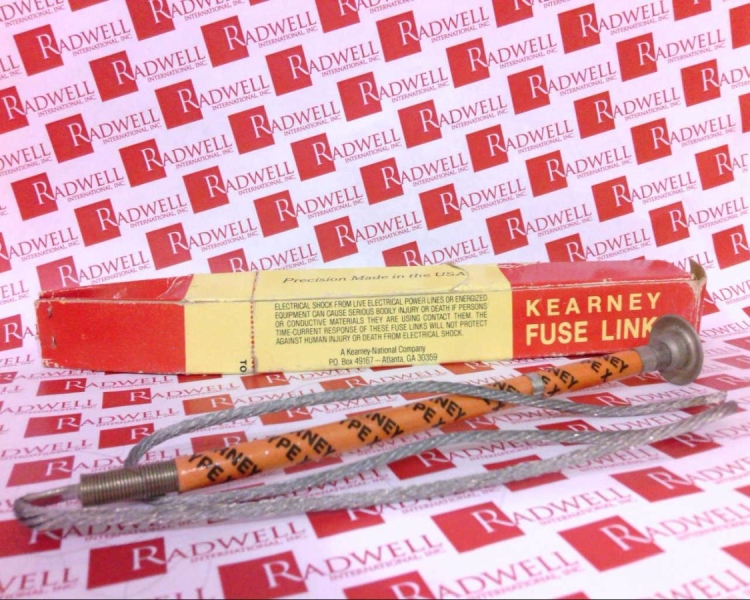 RADWELL
INTERNATIONAL, INC.
Precision Made in the USA
ELECTRICAL SHOCK FROM LIVE ELECTRICAL POWER LINES OR ENERGIZED
EQUIPMENT CAN CAUSE SERIOUS BODILY INJURY OR DEATH IF PERSONS
OR CONDUCTIVE MATERIALS THEY ARE USING CONTACT THEM. THE
TIME-CURRENT RESPONSE OF THESE FUSE LINKS WILL NOT PROTECT
AGAINST HUMAN INJURY OR DEATH FROM ELECTRICAL SHOCK.
A Kearney-National Company
P.O. Box 49167 – Atlanta, GA 30359
TO
KEARNEY
FUSE LINK
KEARNEY
TYPE X